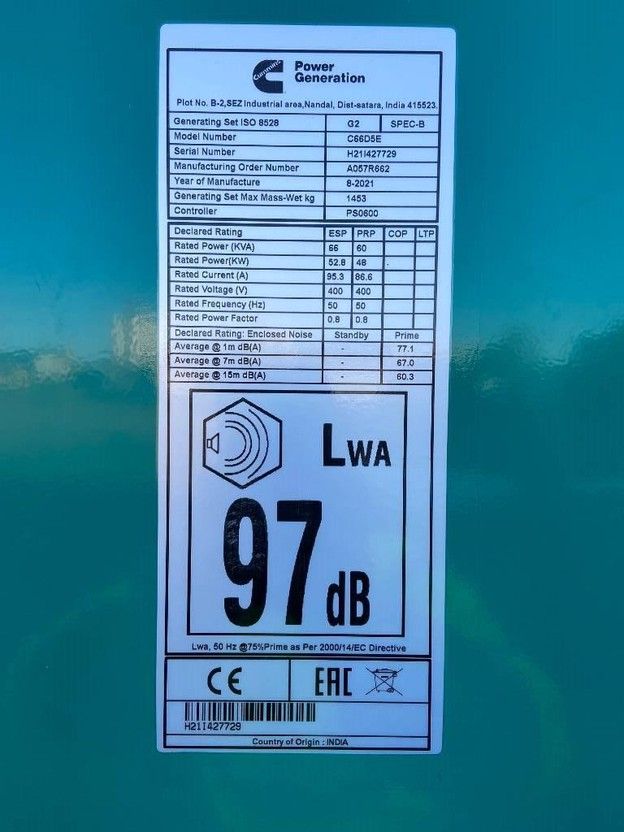 Cummins
Power
Generation
Plot No. B-2,SEZ Industrial area,Nandal, Dist-satara, India 415523.
Generating Set ISO 8528 G2 SPEC-B
Model Number C66D5E
Serial Number H21I427729
Manufacturing Order Number A057R662
Year of Manufacture 8-2021
Generating Set Max Mass-Wet kg 1453
Controller PS0600
Declared Rating ESP PRP COP LTP
Rated Power (KVA) 66 60
Rated Power(KW) 52.8 48 .
Rated Current (A) 95.3 86.6
Rated Voltage (V) 400 400
Rated Frequency (Hz) 50 50
Rated Power Factor 0.8 0.8
Declared Rating: Enclosed Noise Standby Prime
Average @ 1m dB(A) - 77.1
Average @ 7m dB(A) - 67.0
Average @ 15m dB(A) - 60.3
LWA
97 dB
Lwa, 50 Hz @75%Prime as Per 2000/14/EC Directive
CE EAC
H21I427729
Country of Origin : INDIA